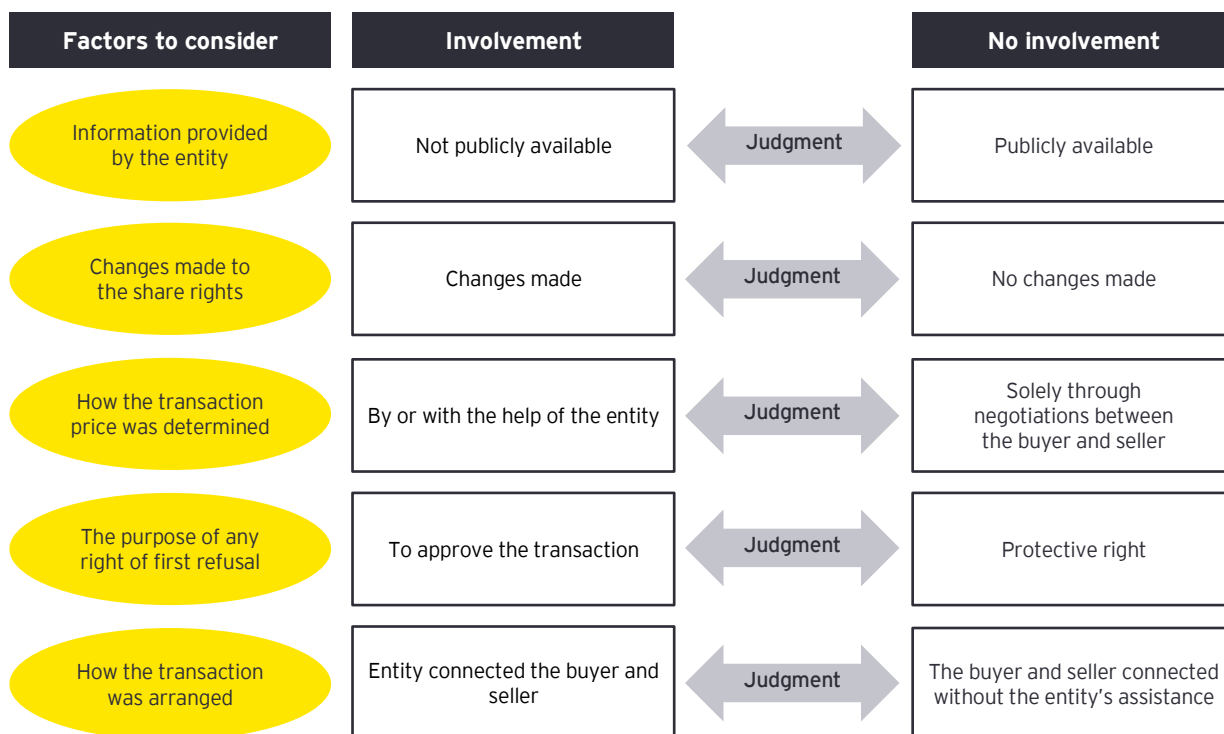 Factors to consider
Involvement
No involvement
Information provided
by the entity
Not publicly available
Judgment
Publicly available
Changes made to
the share rights
Changes made
Judgment
No changes made
How the transaction
price was determined
By or with the help of the entity
Judgment
Solely through
negotiations between
the buyer and seller
The purpose of any
right of first refusal
To approve the transaction
Judgment
Protective right
How the transaction
was arranged
Entity connected the buyer and
seller
Judgment
The buyer and seller connected
without the entity's assistance